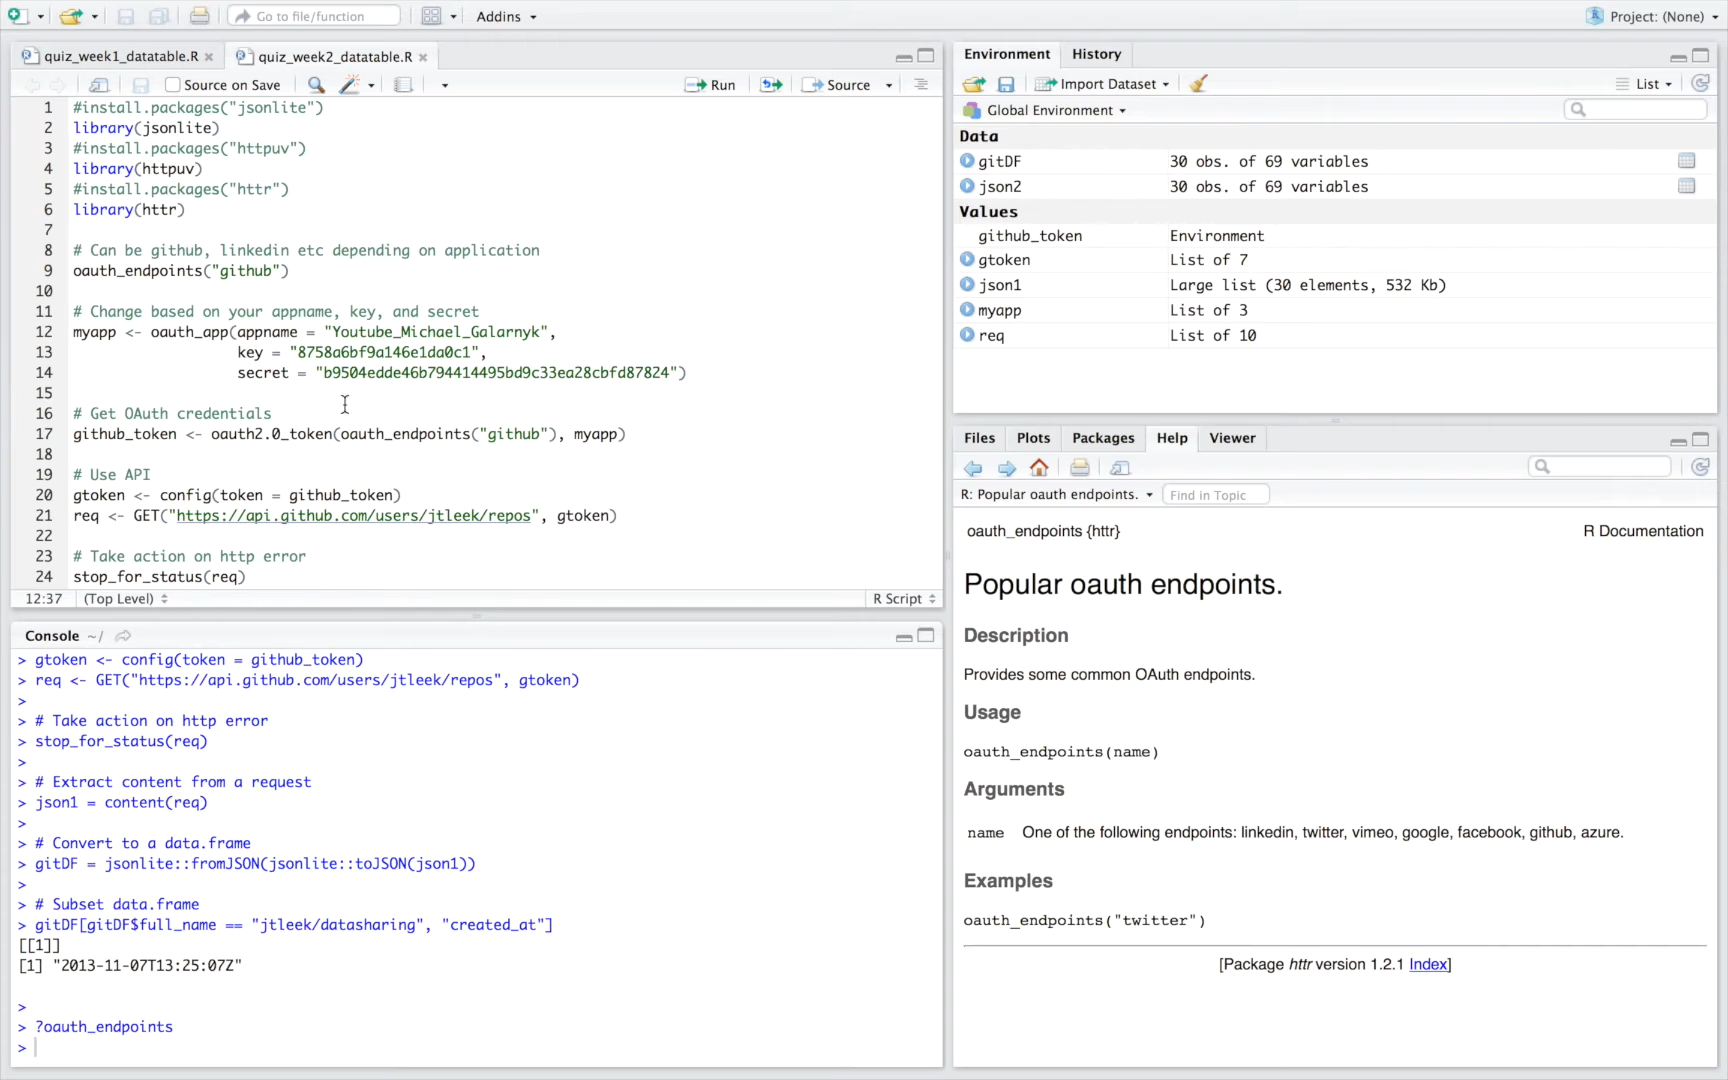 Go to file/function
Addins
Project: (None)
quiz_week1_datatable.R
quiz_week2_datatable.R
Source on Save
Run
Source
1 #install.packages("jsonlite")
2 library(jsonlite)
3 #install.packages("httpuv")
4 library(httpuv)
5 #install.packages("httr")
6 library(httr)
7
8 # Can be github, linkedin etc depending on application
9 oauth_endpoints("github")
10
11 # Change based on your appname, key, and secret
12 myapp <- oauth_app(appname = "Youtube_Michael_Galarnyk",
13 key = "8758a6bf9a146e1da0c1",
14 secret = "b9504edde46b794414495bd9c33ea28cbfd87824")
15
16 # Get OAuth credentials
17 github_token <- oauth2.0_token(oauth_endpoints("github"), myapp)
18
19 # Use API
20 gtoken <- config(token = github_token)
21 req <- GET("https://api.github.com/users/jtleek/repos", gtoken)
22
23 # Take action on http error
24 stop_for_status(req)
12:37 (Top Level) R Script
Console ~/
> gtoken <- config(token = github_token)
> req <- GET("https://api.github.com/users/jtleek/repos", gtoken)
>
> # Take action on http error
> stop_for_status(req)
>
> # Extract content from a request
> json1 = content(req)
>
> # Convert to a data.frame
> gitDF = jsonlite::fromJSON(jsonlite::toJSON(json1))
>
> # Subset data.frame
> gitDF[gitDF$full_name == "jtleek/datasharing", "created_at"]
[[1]]
[1] "2013-11-07T13:25:07Z"
>
> ?oauth_endpoints
>
Environment History
Import Dataset List
Global Environment
Data
gitDF 30 obs. of 69 variables
json2 30 obs. of 69 variables
Values
github_token Environment
gtoken List of 7
json1 Large list (30 elements, 532 Kb)
myapp List of 3
req List of 10
Files Plots Packages Help Viewer
R: Popular oauth endpoints. Find in Topic
oauth_endpoints {httr} R Documentation
Popular oauth endpoints.
Description
Provides some common OAuth endpoints.
Usage
oauth_endpoints(name)
Arguments
name One of the following endpoints: linkedin, twitter, vimeo, google, facebook, github, azure.
Examples
oauth_endpoints("twitter")
[Package httr version 1.2.1 Index]